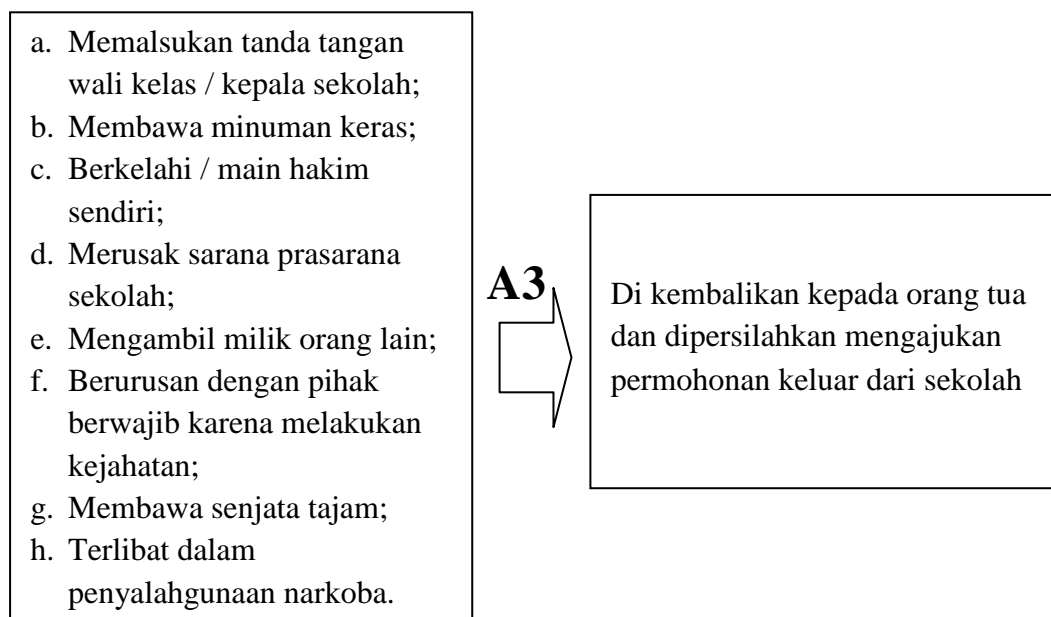 a. Memalsukan tanda tangan
wali kelas / kepala sekolah;
b. Membawa minuman keras;
c. Berkelahi / main hakim
sendiri;
d. Merusak sarana prasarana
sekolah;
e. Mengambil milik orang lain;
f. Berurusan dengan pihak
berwajib karena melakukan
kejahatan;
g. Membawa senjata tajam;
h. Terlibat dalam
penyalahgunaan narkoba.
A3
Di kembalikan kepada orang tua
dan dipersilahkan mengajukan
permohonan keluar dari sekolah